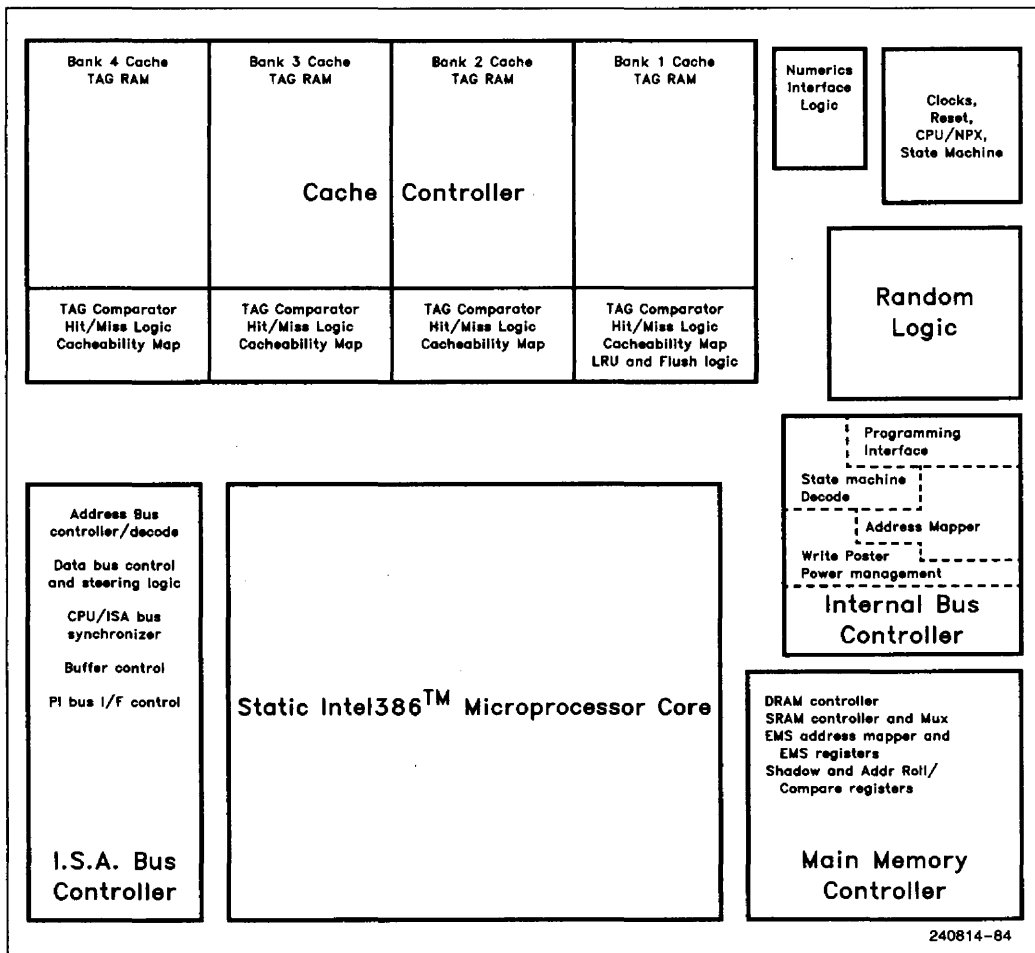 Bank 4 Cache
TAG RAM
Bank 3 Cache
TAG RAM
Bank 2 Cache
TAG RAM
Bank 1 Cache
TAG RAM
Cache Controller
TAG Comparator
Hit/Miss Logic
Cacheability Map
TAG Comparator
Hit/Miss Logic
Cacheability Map
TAG Comparator
Hit/Miss Logic
Cacheability Map
TAG Comparator
Hit/Miss Logic
Cacheability Map
LRU and Flush logic
Numerics
Interface
Logic
Clocks,
Reset,
CPU/NPX,
State Machine
Random
Logic
Programming
Interface
State machine
Decode
Address Mapper
Write Poster
Power management
Internal Bus
Controller
Address Bus
controller/decode
Data bus control
and steering logic
CPU/ISA bus
synchronizer
Buffer control
PI bus I/F control
I.S.A. Bus
Controller
Static Intel386TM Microprocessor Core
DRAM controller
SRAM controller and Mux
EMS address mapper and
EMS registers
Shadow and Addr Roll/
Compare registers
Main Memory
Controller
240814-84